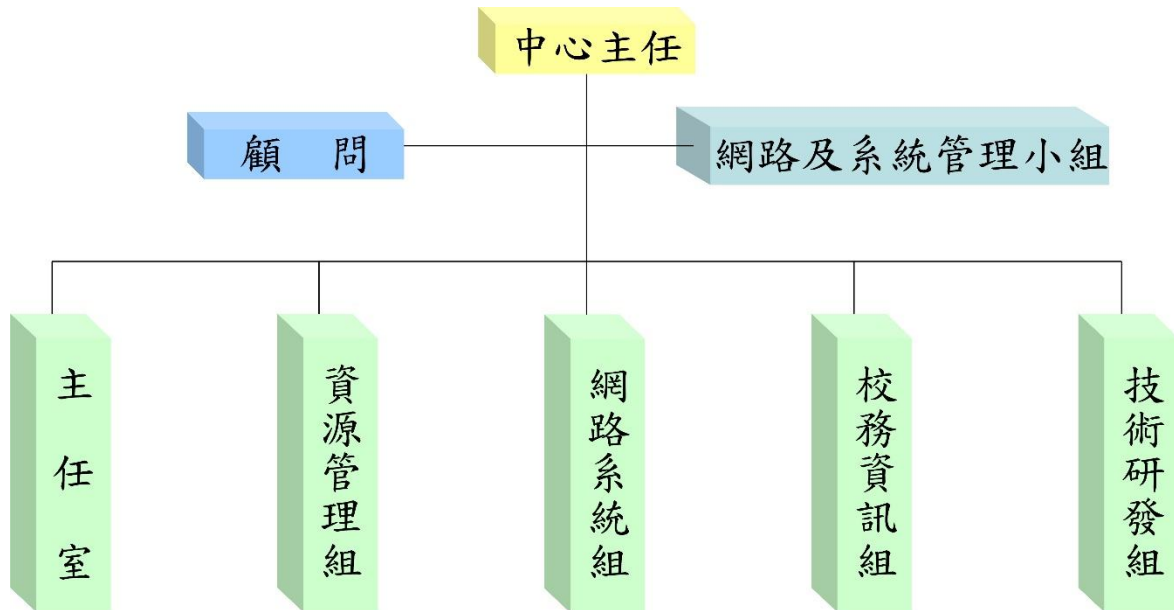 中心主任
顧　問
網路及系統管理小組
主任室
資源管理組
網路系統組
校務資訊組
技術研發組